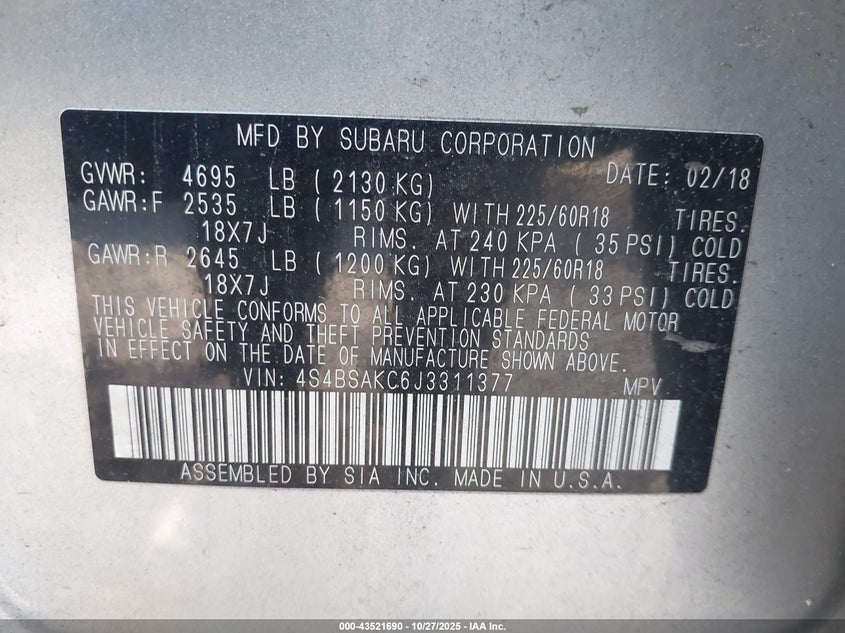 MFD BY SUBARU CORPORATION
GVWR: 4695 LB ( 2130 KG) DATE: 02/18
GAWR:F 2535 LB ( 1150 KG) WITH 225/60R18 TIRES.
18X7J RIMS. AT 240 KPA ( 35 PSI) COLD
GAWR:R 2645 LB ( 1200 KG) WITH 225/60R18 TIRES.
18X7J RIMS. AT 230 KPA ( 33 PSI) COLD
THIS VEHICLE CONFORMS TO ALL APPLICABLE FEDERAL MOTOR
VEHICLE SAFETY AND THEFT PREVENTION STANDARDS
IN EFFECT ON THE DATE OF MANUFACTURE SHOWN ABOVE.
VIN: 4S4BSAKC6J3311377 MPV
ASSEMBLED BY SIA INC. MADE IN U.S.A.
000-43521690 - 10/27/2025 - IAA Inc.